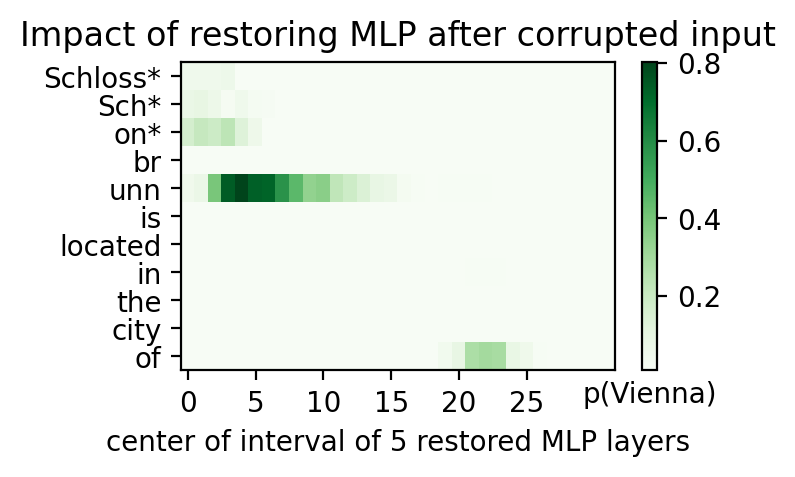 Impact of restoring MLP after corrupted input
Schloss*
Sch*
on*
br
unn
is
located
in
the
city
of
0 5 10 15 20 25
center of interval of 5 restored MLP layers
0.8
0.6
0.4
0.2
p(Vienna)